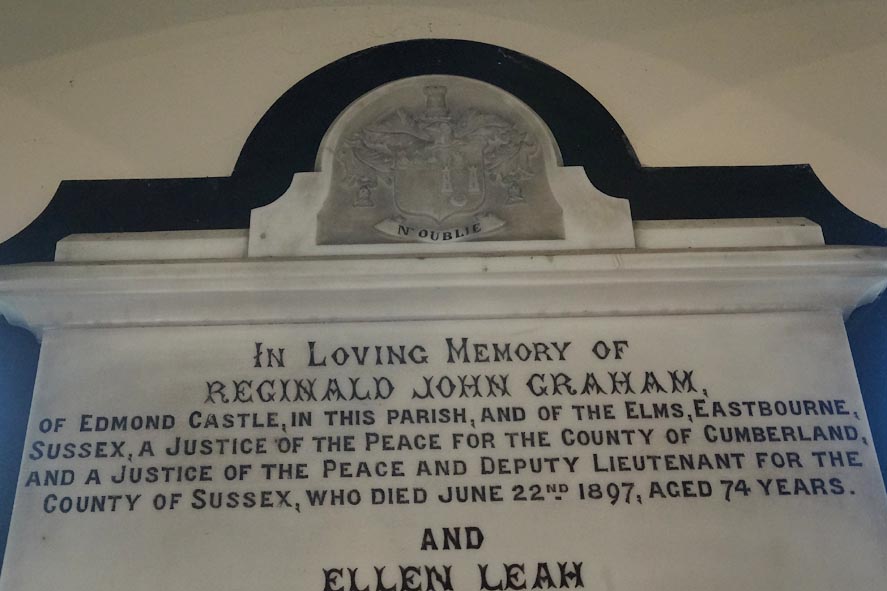 Nᵒ OUBLIE
IN LOVING MEMORY OF
REGINALD JOHN GRAHAM,
OF EDMOND CASTLE, IN THIS PARISH, AND OF THE ELMS, EASTBOURNE,
SUSSEX, A JUSTICE OF THE PEACE FOR THE COUNTY OF CUMBERLAND,
AND A JUSTICE OF THE PEACE AND DEPUTY LIEUTENANT FOR THE
COUNTY OF SUSSEX, WHO DIED JUNE 22ND 1897, AGED 74 YEARS.
AND
ELLEN LEAH